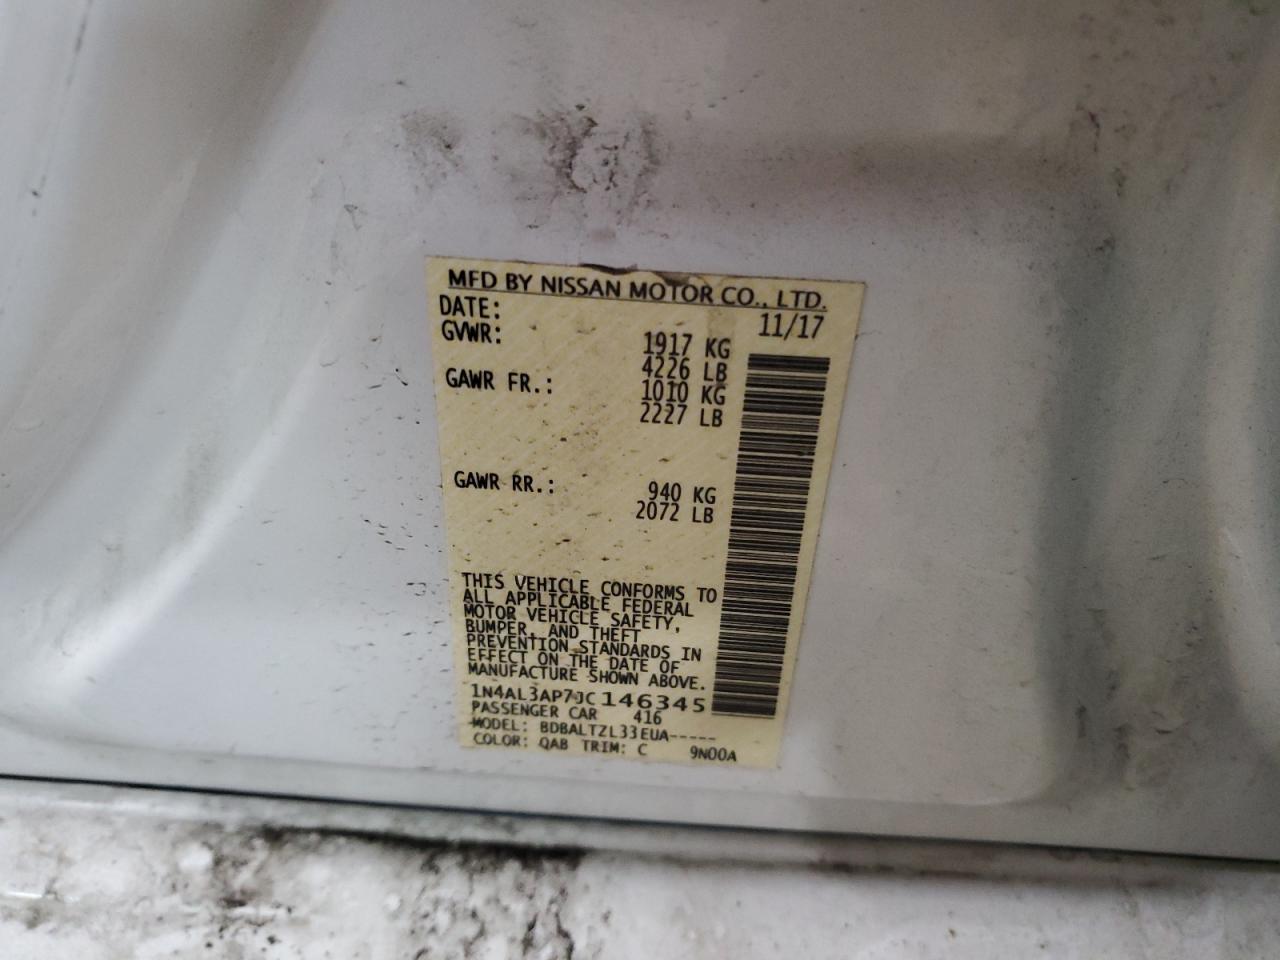 MFD BY NISSAN MOTOR CO., LTD.
DATE: 11/17
GVWR: 1917 KG
4226 LB
GAWR FR.: 1010 KG
2227 LB
GAWR RR.: 940 KG
2072 LB
THIS VEHICLE CONFORMS TO
ALL APPLICABLE FEDERAL
MOTOR VEHICLE SAFETY,
BUMPER, AND THEFT
PREVENTION STANDARDS IN
EFFECT ON THE DATE OF
MANUFACTURE SHOWN ABOVE.
1N4AL3AP7JC146345
PASSENGER CAR 416
MODEL: BDBALTZL33EUA-----
COLOR: QAB TRIM: C 9N00A